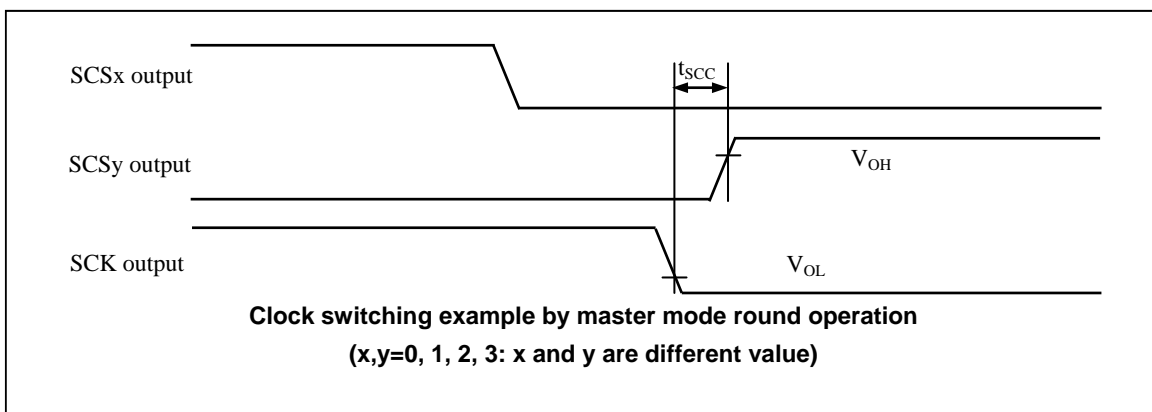 SCSx output
tSCC
SCSy output
VOH
SCK output
VOL
Clock switching example by master mode round operation
(x,y=0, 1, 2, 3: x and y are different value)